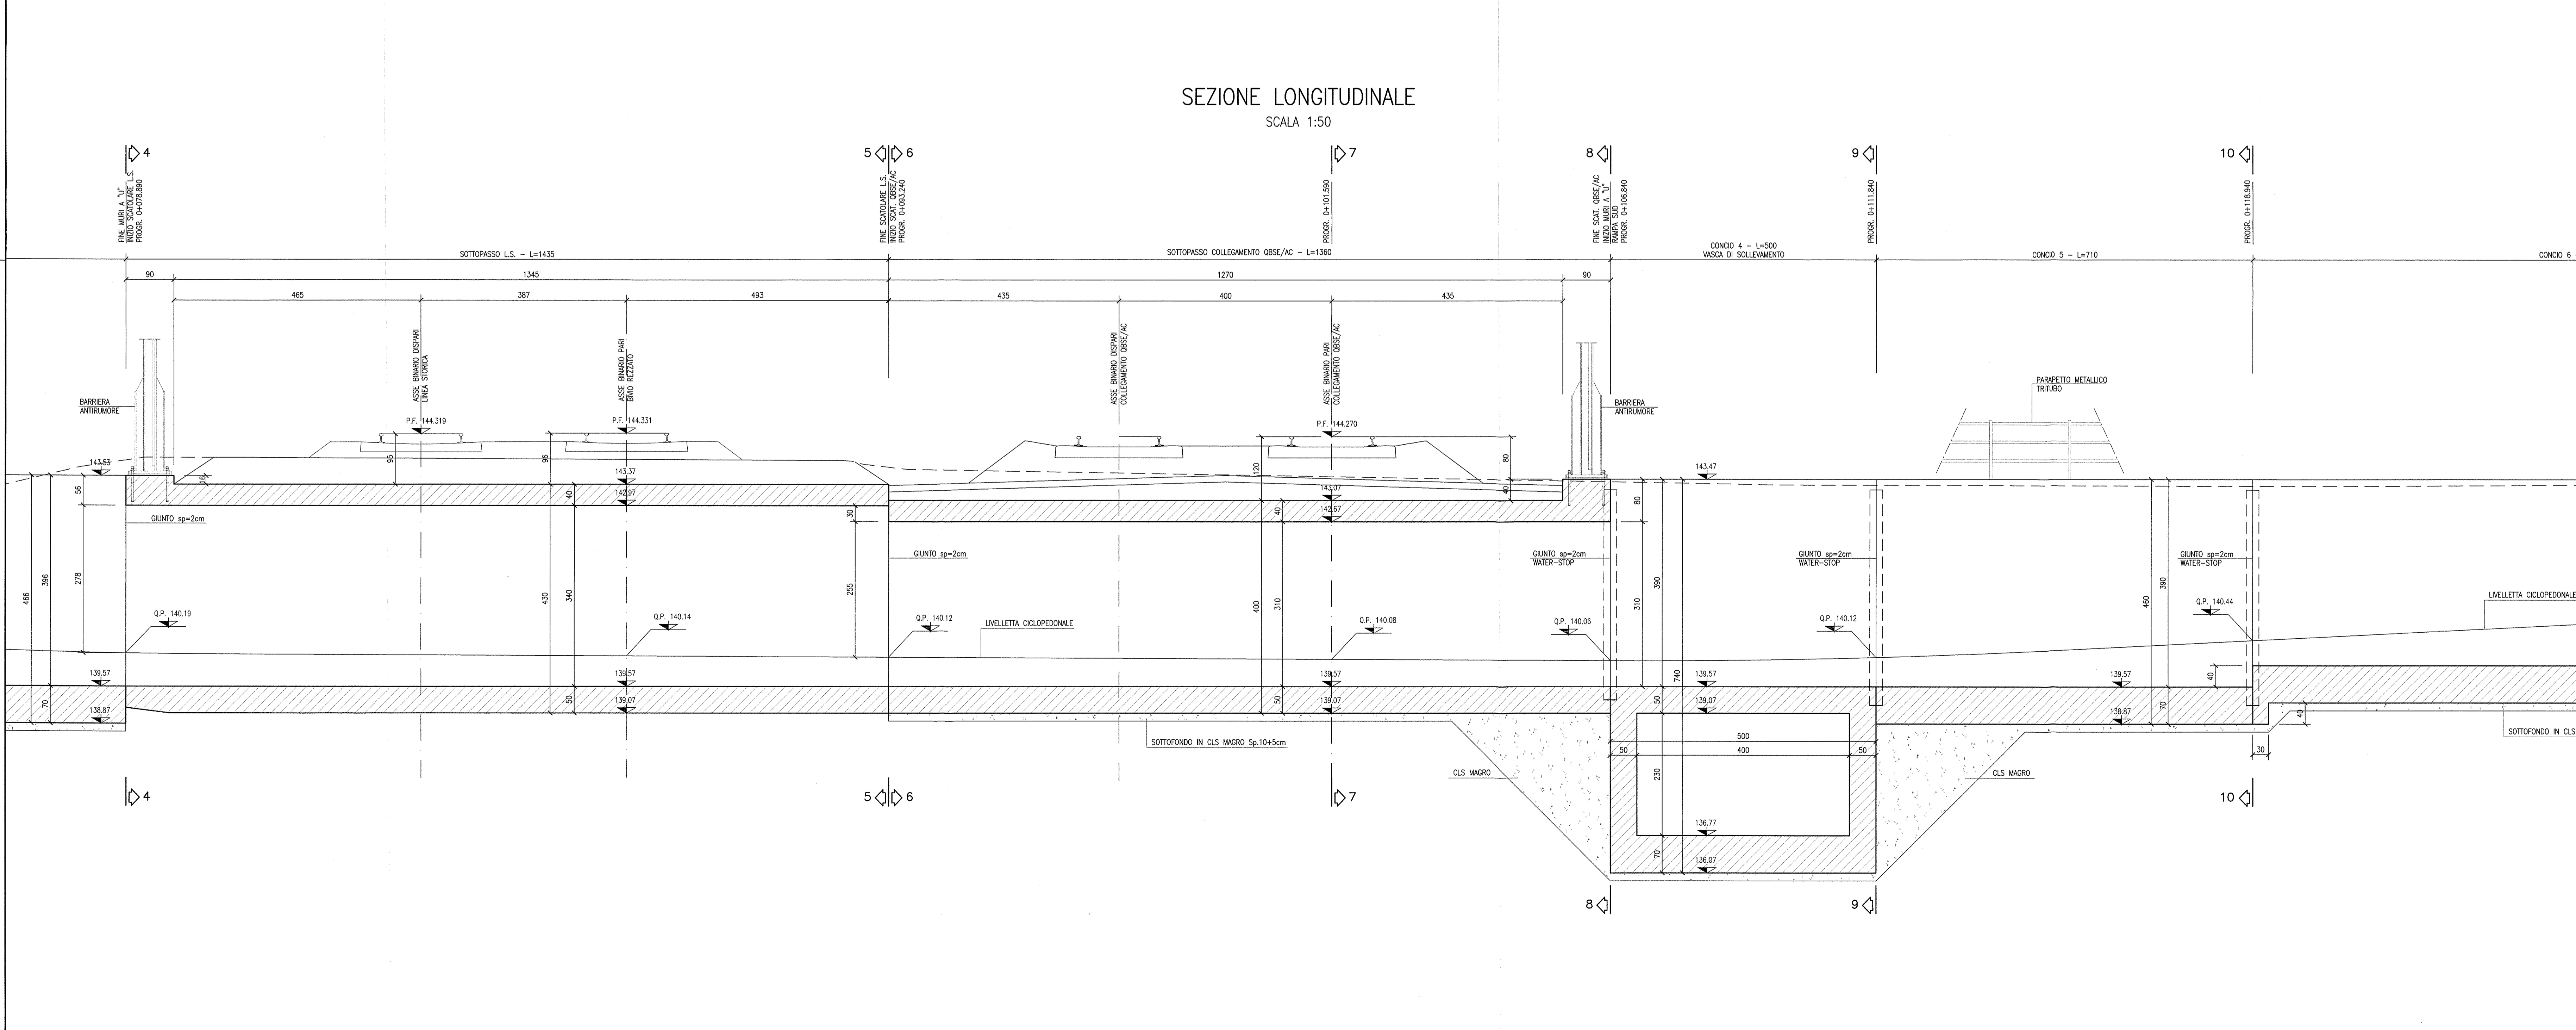 SEZIONE LONGITUDINALE
SCALA 1:50
4
5
6
7
8
9
10
FINE MURI A "U"
INIZIO SCATOLARE L.S.
PROGR. 0+078.890
FINE SCATOLARE L.S.
INIZIO SCAT. QBSE/AC
PROGR. 0+093.240
PROGR. 0+101.590
FINE SCAT. QBSE/AC
INIZIO MURI A "U"
RAMPA SUD
PROGR. 0+106.840
PROGR. 0+111.840
PROGR. 0+118.940
SOTTOPASSO L.S. - L=1435
SOTTOPASSO COLLEGAMENTO QBSE/AC - L=1360
CONCIO 4 - L=500
VASCA DI SOLLEVAMENTO
CONCIO 5 - L=710
CONCIO 6
90
1345
1270
90
465
387
493
435
400
435
ASSE BINARIO DISPARI
LINEA STORICA
ASSE BINARIO PARI
BIVIO REZZATO
ASSE BINARIO DISPARI
COLLEGAMENTO QBSE/AC
ASSE BINARIO PARI
COLLEGAMENTO QBSE/AC
BARRIERA
ANTIRUMORE
BARRIERA
ANTIRUMORE
PARAPETTO METALLICO
TRITUBO
P.F. 144.319
P.F. 144.331
P.F. 144.270
143.53
95
96
16
56
143.37
40
142.97
120
80
40
143.07
40
142.67
143.47
80
30
GIUNTO sp=2cm
GIUNTO sp=2cm
GIUNTO sp=2cm
WATER-STOP
GIUNTO sp=2cm
WATER-STOP
GIUNTO sp=2cm
WATER-STOP
466
396
278
430
340
255
400
310
310
390
740
460
390
Q.P. 140.19
Q.P. 140.14
Q.P. 140.12
LIVELLETTA CICLOPEDONALE
Q.P. 140.08
Q.P. 140.06
Q.P. 140.12
Q.P. 140.44
LIVELLETTA CICLOPEDONALE
139.57
139.57
139.57
139.57
139.57
40
70
138.87
50
139.07
50
139.07
50
139.07
138.87
70
40
SOTTOFONDO IN CLS MAGRO Sp.10+5cm
SOTTOFONDO IN CLS
500
50
400
50
30
CLS MAGRO
230
CLS MAGRO
4
5
6
7
10
136.77
70
136.07
8
9